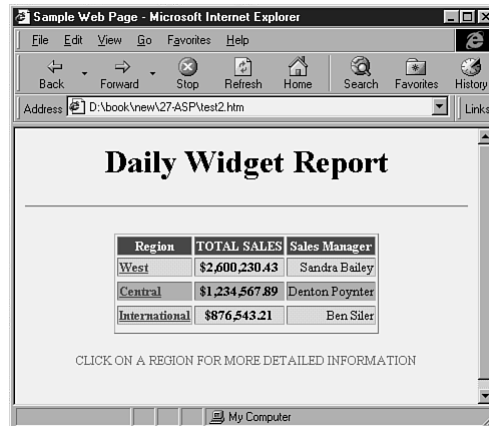 Sample Web Page - Microsoft Internet Explorer
File Edit View Go Favorites Help
Back Forward Stop Refresh Home Search Favorites History
Address D:\book\new\27-ASP\test2.htm Links
Daily Widget Report
Region TOTAL SALES Sales Manager
West $2,600,230.43 Sandra Bailey
Central $1,234,567.89 Denton Poynter
International $876,543.21 Ben Siler
CLICK ON A REGION FOR MORE DETAILED INFORMATION
My Computer